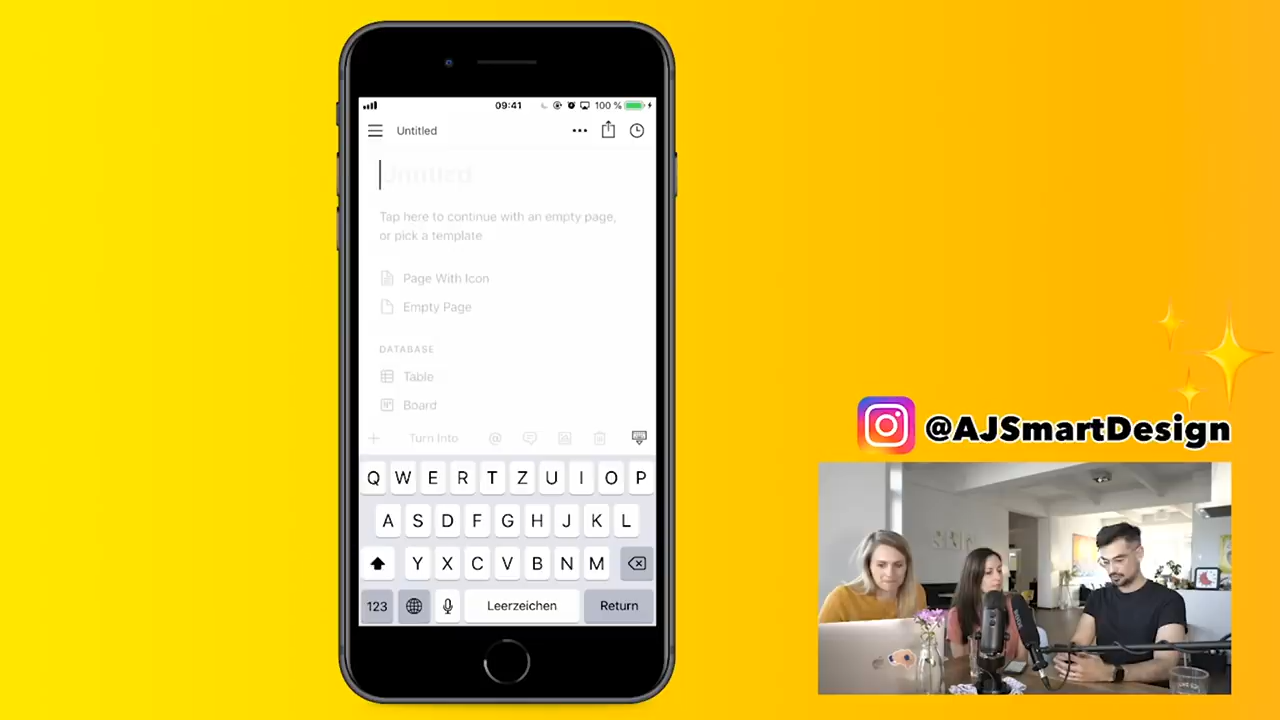 09:41 100 %
Untitled
Untitled
Tap here to continue with an empty page,
or pick a template
Page With Icon
Empty Page
DATABASE
Table
Board
Turn Into @
Q W E R T Z U I O P
A S D F G H J K L
Y X C V B N M
123 Leerzeichen Return
@AJSmartDesign